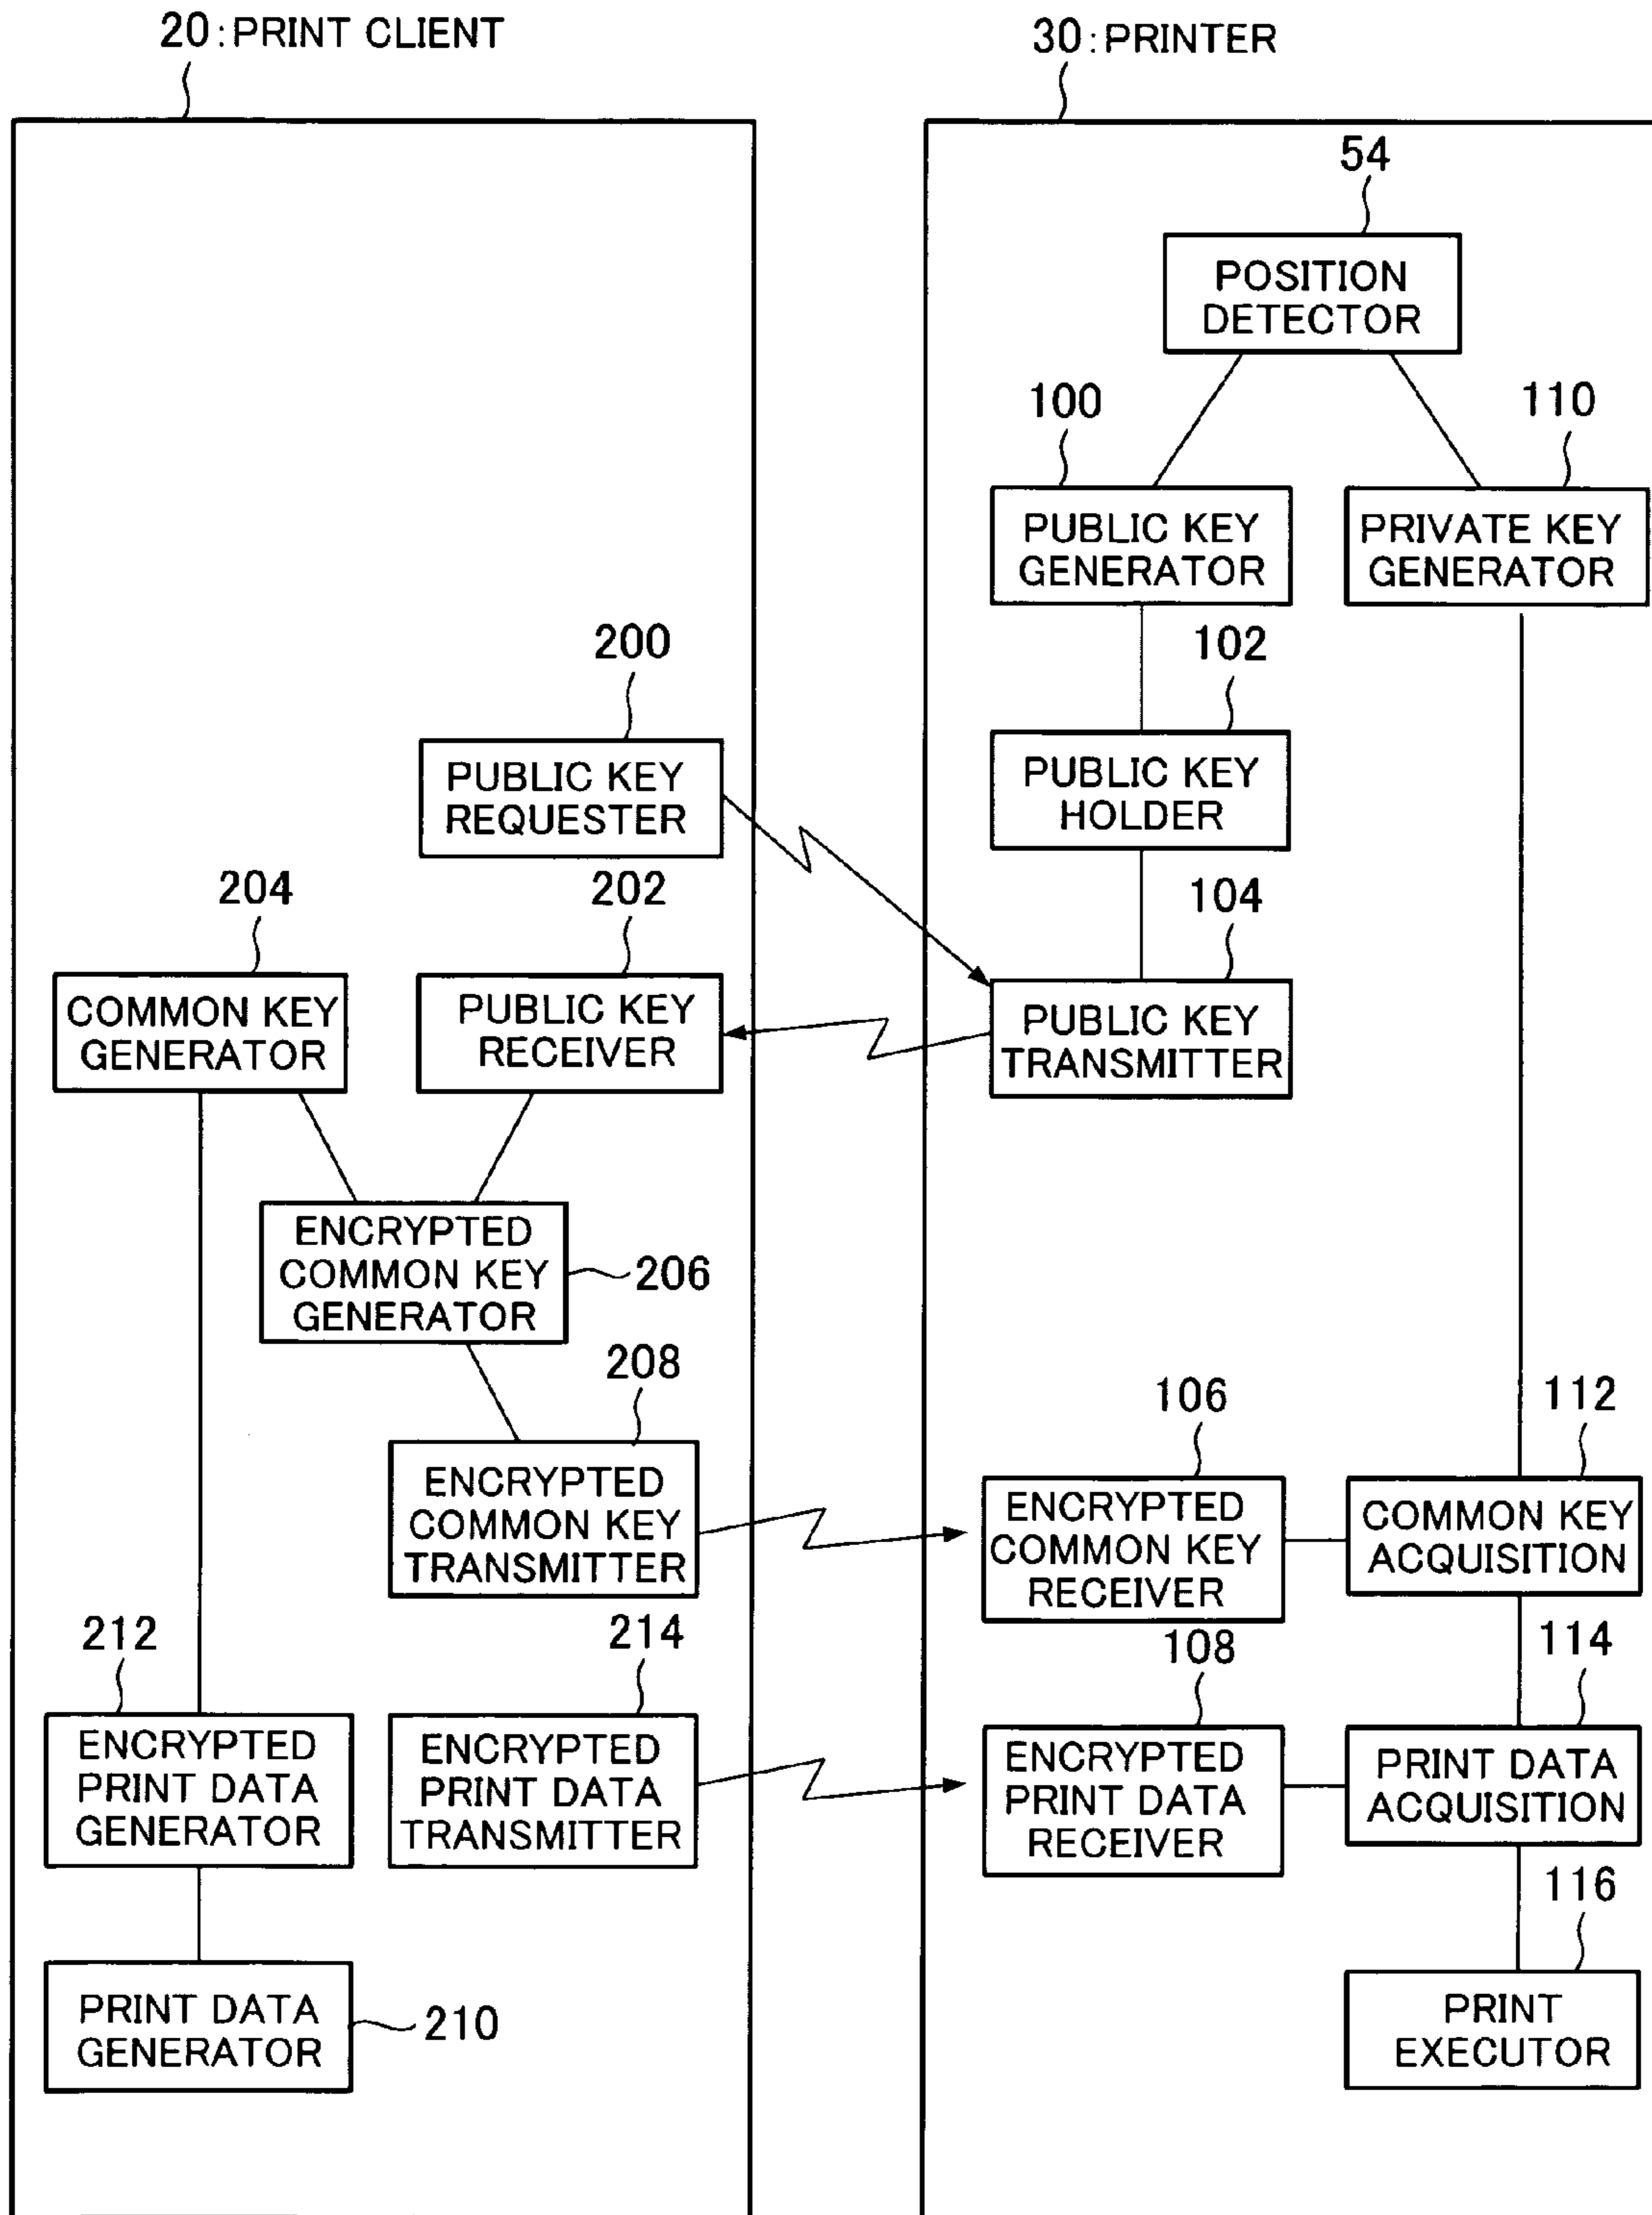 20:PRINT CLIENT
30:PRINTER
54
POSITION
DETECTOR
100
110
PUBLIC KEY
GENERATOR
PRIVATE KEY
GENERATOR
200
102
PUBLIC KEY
REQUESTER
PUBLIC KEY
HOLDER
204
202
104
COMMON KEY
GENERATOR
PUBLIC KEY
RECEIVER
PUBLIC KEY
TRANSMITTER
ENCRYPTED
COMMON KEY
GENERATOR
206
208
106
112
ENCRYPTED
COMMON KEY
TRANSMITTER
ENCRYPTED
COMMON KEY
RECEIVER
COMMON KEY
ACQUISITION
212
214
108
114
ENCRYPTED
PRINT DATA
GENERATOR
ENCRYPTED
PRINT DATA
TRANSMITTER
ENCRYPTED
PRINT DATA
RECEIVER
PRINT DATA
ACQUISITION
116
PRINT DATA
GENERATOR
210
PRINT
EXECUTOR